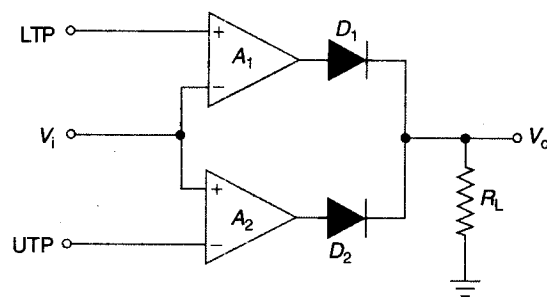 LTP
+
A1
−
D1
Vi
Vo
+
A2
−
D2
RL
UTP